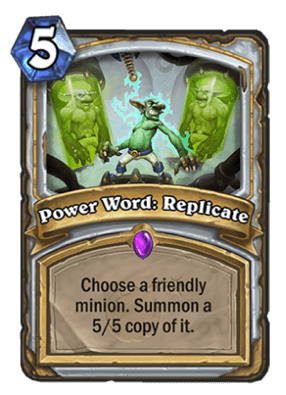 5
Power Word: Replicate
Choose a friendly
minion. Summon a
5/5 copy of it.